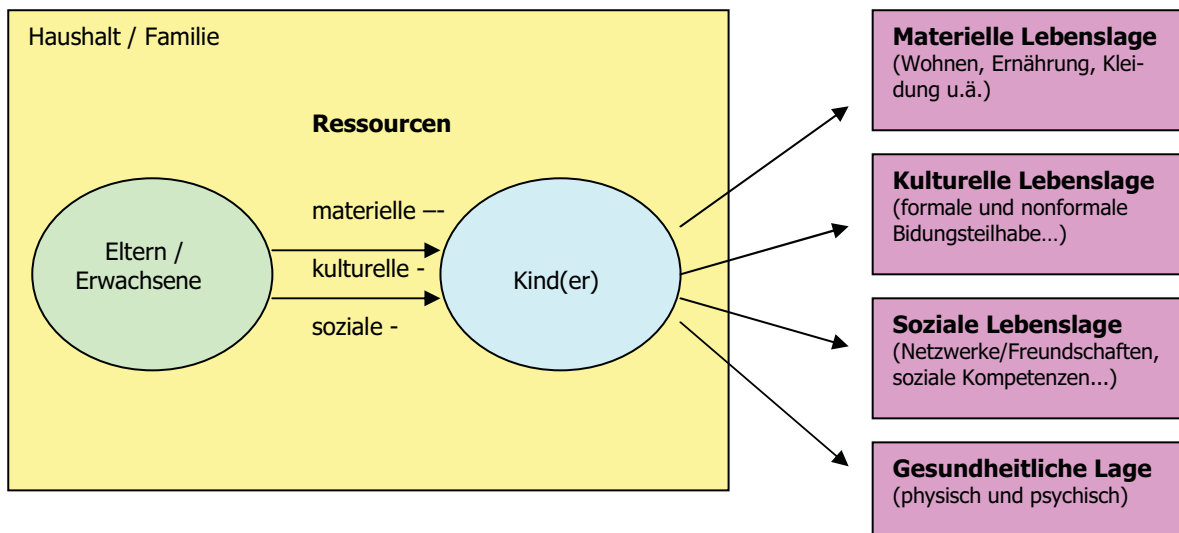 Haushalt / Familie
Ressourcen
Eltern /
Erwachsene
materielle –-
kulturelle -
soziale -
Kind(er)
Materielle Lebenslage
(Wohnen, Ernährung, Klei-
dung u.ä.)
Kulturelle Lebenslage
(formale und nonformale
Bidungsteilhabe…)
Soziale Lebenslage
(Netzwerke/Freundschaften,
soziale Kompetenzen...)
Gesundheitliche Lage
(physisch und psychisch)